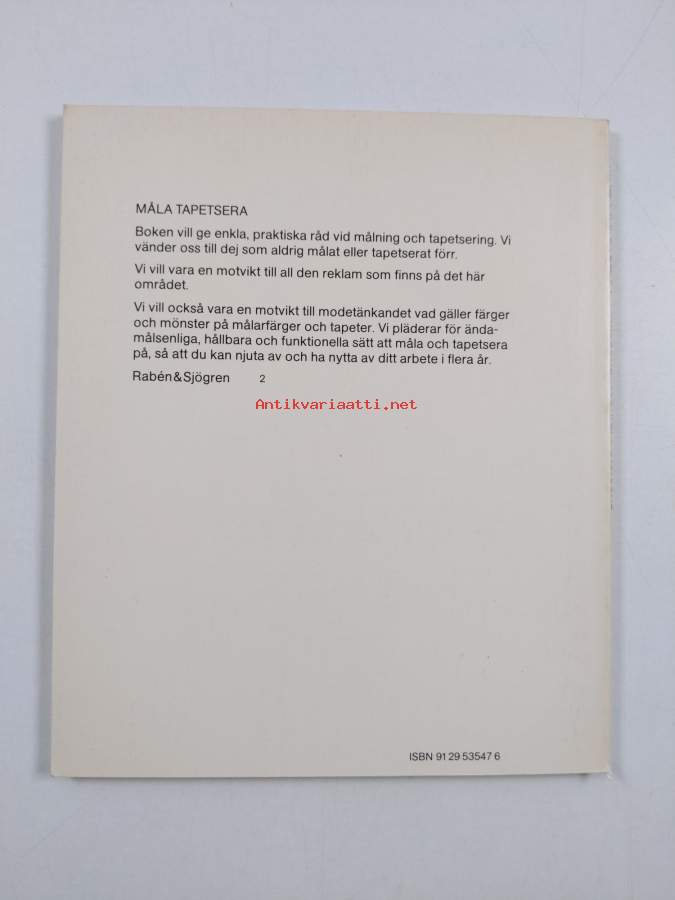 MÅLA TAPETSERA
Boken vill ge enkla, praktiska råd vid målning och tapetsering. Vi
vänder oss till dej som aldrig målat eller tapetserat förr.
Vi vill vara en motvikt till all den reklam som finns på det här
området.
Vi vill också vara en motvikt till modetänkandet vad gäller färger
och mönster på målarfärger och tapeter. Vi pläderar för ända-
målsenliga, hållbara och funktionella sätt att måla och tapetsera
på, så att du kan njuta av och ha nytta av ditt arbete i flera år.
Rabén&Sjögren 2
Antikvariaatti.net
ISBN 91 29 53547 6